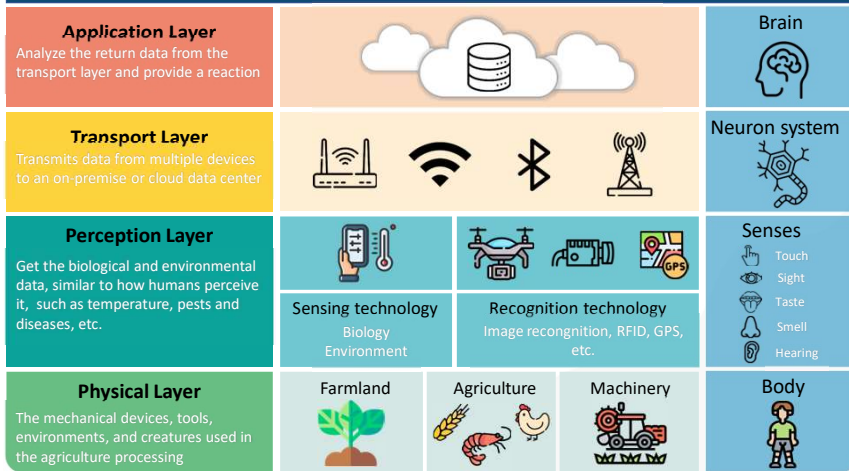 Application Layer
Analyze the return data from the
transport layer and provide a reaction
Brain
Transport Layer
Transmits data from multiple devices
to an on-premise or cloud data center
Neuron system
Perception Layer
Get the biological and environmental
data, similar to how humans perceive
it, such as temperature, pests and
diseases, etc.
GPS
Sensing technology
Biology
Environment
Recognition technology
Image recongnition, RFID, GPS,
etc.
Senses
Touch
Sight
Taste
Smell
Hearing
Physical Layer
The mechanical devices, tools,
environments, and creatures used in
the agriculture processing
Farmland
Agriculture
Machinery
Body